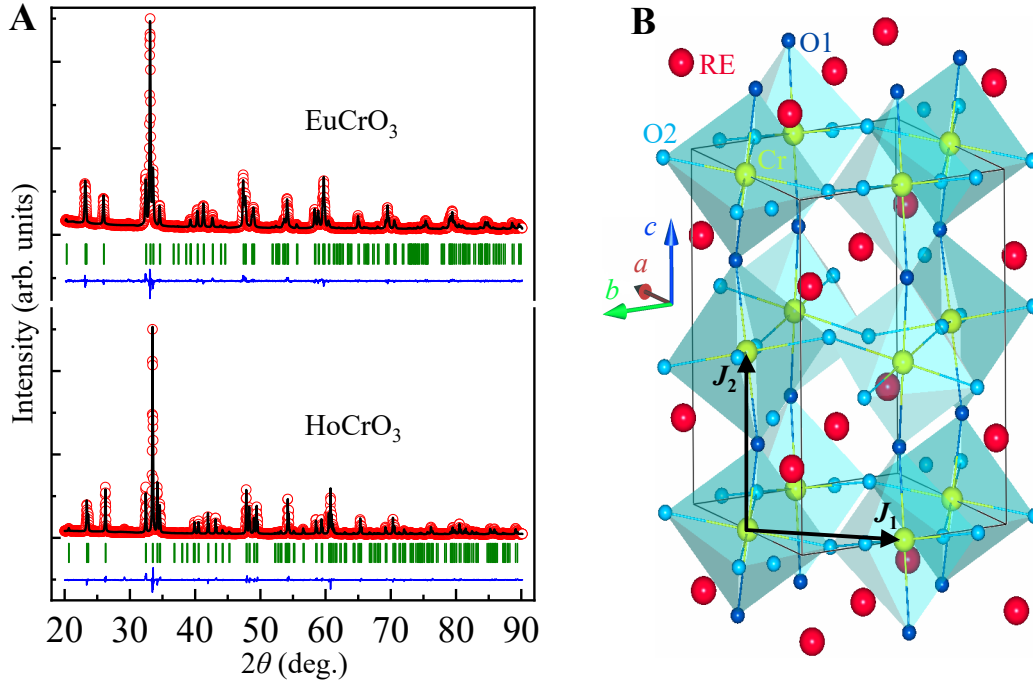 A
EuCrO₃
HoCrO₃
Intensity (arb. units)
20 30 40 50 60 70 80 90
2θ (deg.)
B
O1
RE
O2
Cr
c
a
b
J₂
J₁